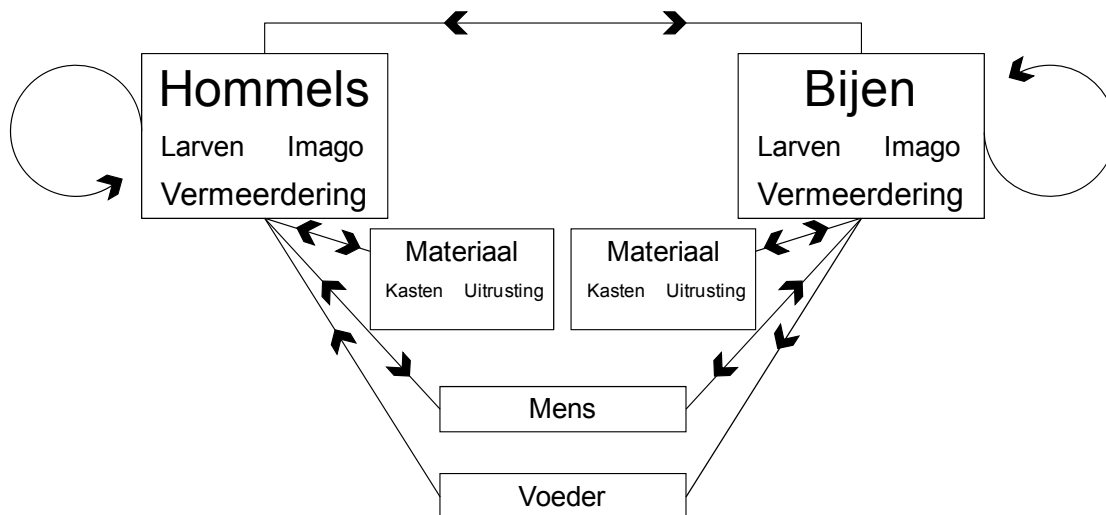 Hommels
Larven Imago
Vermeerdering
Bijen
Larven Imago
Vermeerdering
Materiaal
Kasten Uitrusting
Materiaal
Kasten Uitrusting
Mens
Voeder